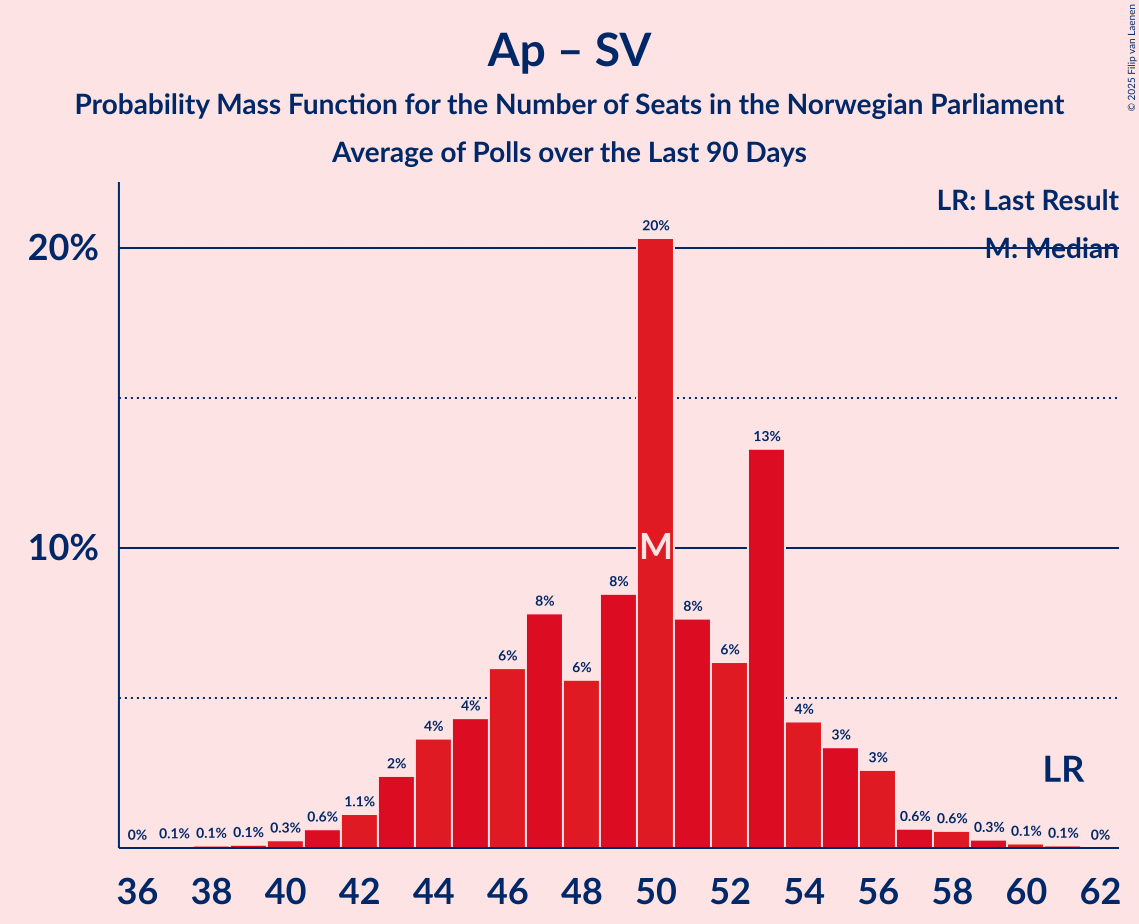 Ap – SV
Probability Mass Function for the Number of Seats in the Norwegian Parliament
Average of Polls over the Last 90 Days
© 2025 Filip van Laenen
LR: Last Result
M: Median
20%
10%
0% 0.1% 0.1% 0.1% 0.3% 0.6% 1.1% 2% 4% 4% 6% 8% 6% 8% 20% 8% 6% 13% 4% 3% 3% 0.6% 0.6% 0.3% 0.1% 0.1% 0%
M
LR
36 38 40 42 44 46 48 50 52 54 56 58 60 62